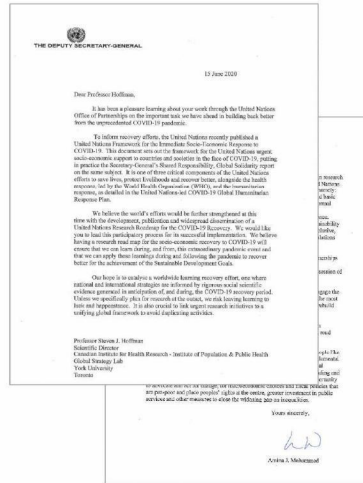 THE DEPUTY SECRETARY-GENERAL
15 June 2020
Dear Professor Hoffman,
It has been a pleasure learning about your work through the United Nations
Office of Partnerships on the important task we have ahead in building back better
from the unprecedented COVID-19 pandemic.
To inform recovery efforts, the United Nations recently published a
United Nations Framework for the Immediate Socio-Economic Response to
COVID-19. This document sets out the framework for the United Nations urgent
socio-economic support to countries and societies in the face of COVID-19, putting
in practice the Secretary-General's Shared Responsibility, Global Solidarity report
on the same subject. It is one of three critical components of the United Nations
efforts to save lives, protect livelihoods and recover better, alongside the health
response, led by the World Health Organization (WHO), and the humanitarian
response, as detailed in the United Nations-led COVID-19 Global Humanitarian
Response Plan.
We believe the world's efforts would be further strengthened at this
time with the development, publication and widespread dissemination of a
United Nations Research Roadmap for the COVID-19 Recovery. We would like
you to lead this participatory process for its successful implementation. We believe
having a research road map for the socio-economic recovery to COVID-19 will
ensure that we can learn during, and from, this extraordinary pandemic event and
that we can apply these learnings during and following the pandemic to recover
better for the achievement of the Sustainable Development Goals.
Our hope is to catalyze a worldwide learning recovery effort, one where
national and international strategies are informed by rigorous social scientific
evidence generated in anticipation of, and during, the COVID-19 recovery period.
Unless we specifically plan for research at the outset, we risk leaving learning to
luck and happenstance. It is also crucial to link urgent research initiatives to a
unifying global framework to avoid duplicating activities.
Professor Steven J. Hoffman
Scientific Director
Canadian Institute for Health Research - Institute of Population & Public Health
Global Strategy Lab
York University
Toronto
research
Nations
are pro-poor and place peoples' rights at the centre, greater investment in public
services and other measures to close the widening gap on inequalities.
Yours sincerely,
Amina J. Mohammed